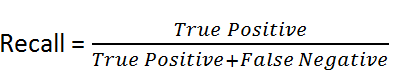 Recall = True Positive / True Positive+False Negative